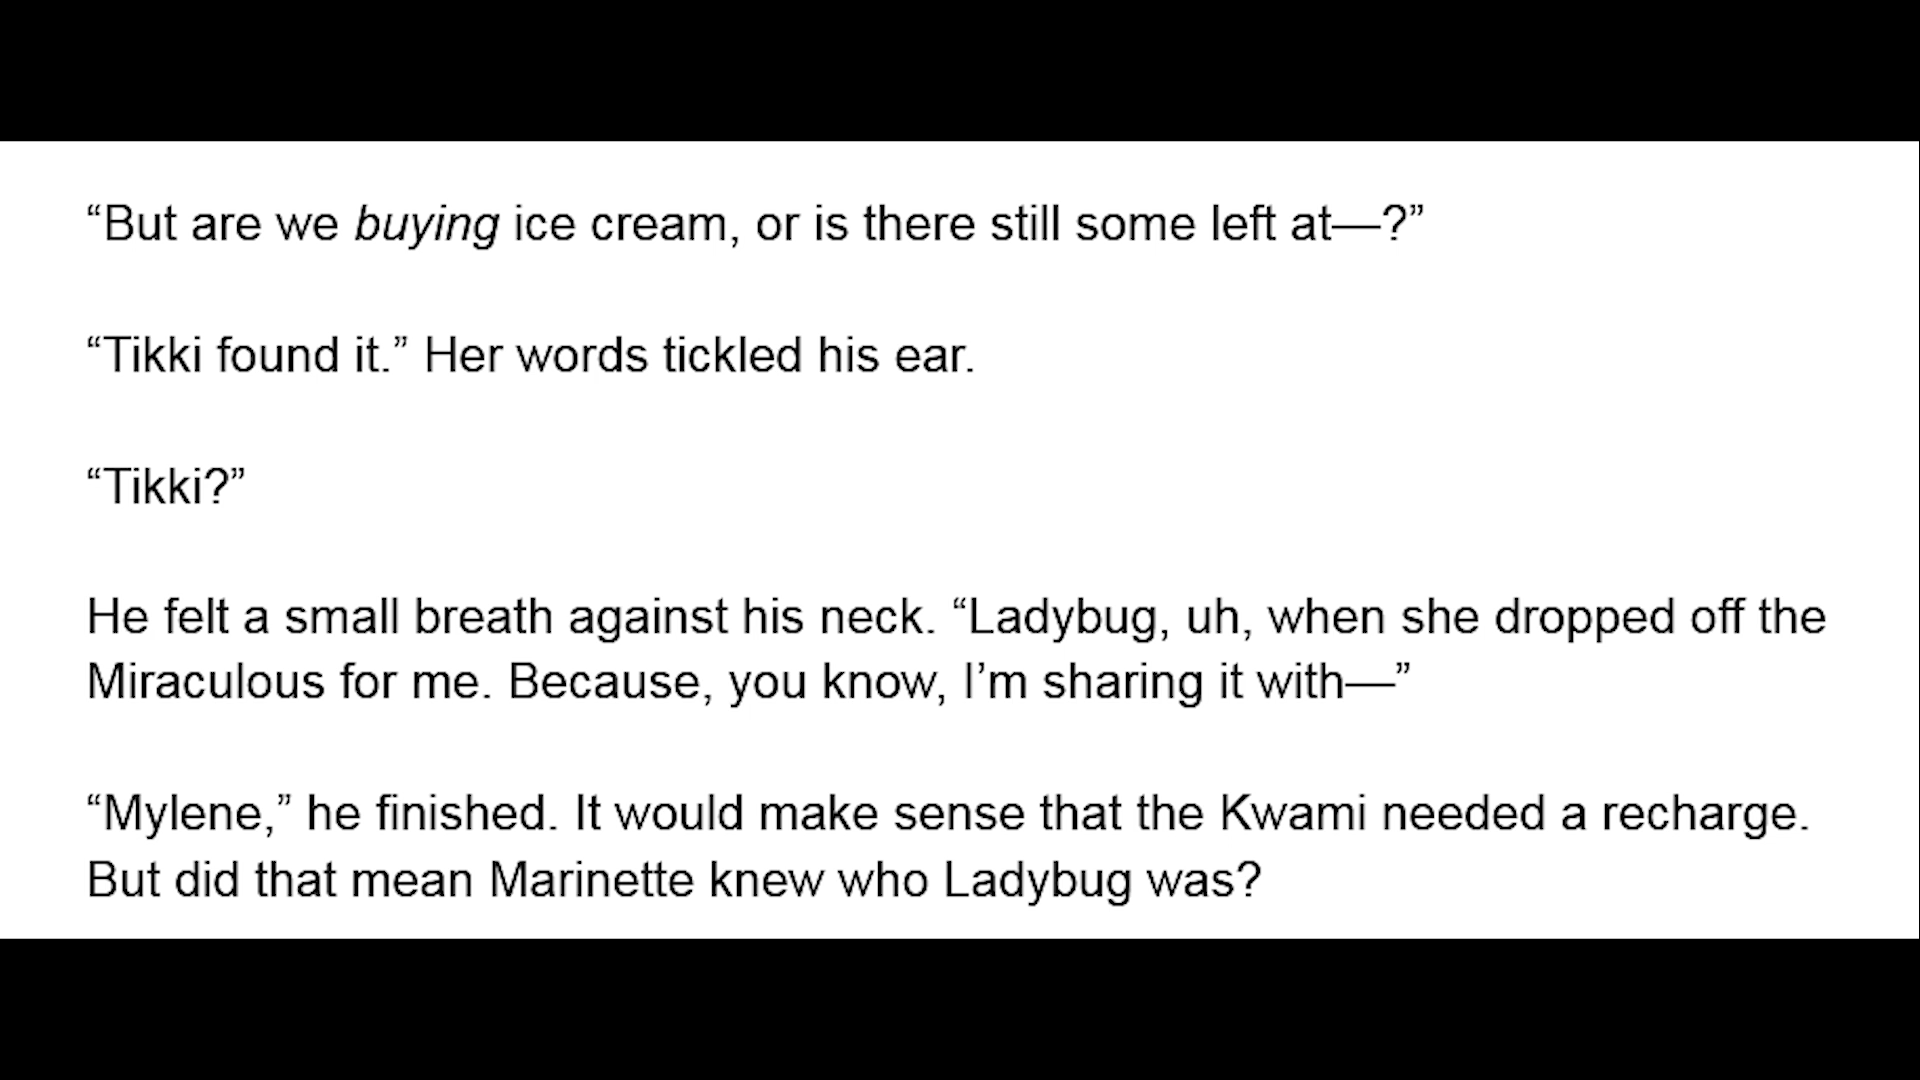 “But are we buying ice cream, or is there still some left at—?”
“Tikki found it.” Her words tickled his ear.
“Tikki?”
He felt a small breath against his neck. “Ladybug, uh, when she dropped off the
Miraculous for me. Because, you know, I’m sharing it with—”
“Mylene,” he finished. It would make sense that the Kwami needed a recharge.
But did that mean Marinette knew who Ladybug was?